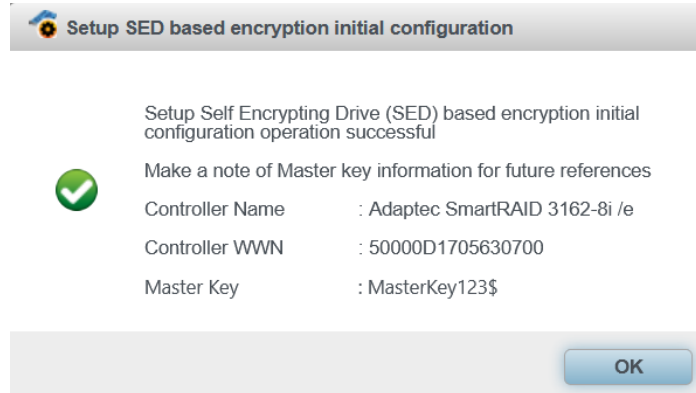 Setup SED based encryption initial configuration
Setup Self Encrypting Drive (SED) based encryption initial
configuration operation successful
Make a note of Master key information for future references
Controller Name : Adaptec SmartRAID 3162-8i /e
Controller WWN : 50000D1705630700
Master Key : MasterKey123$
OK